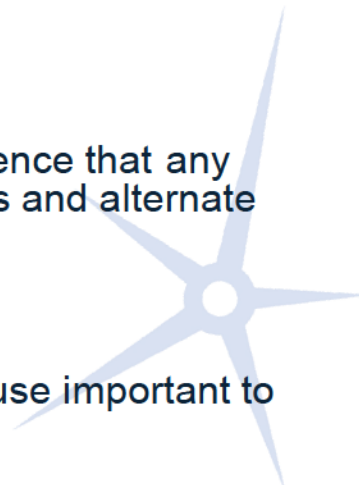 ence that any
s and alternate
use important to